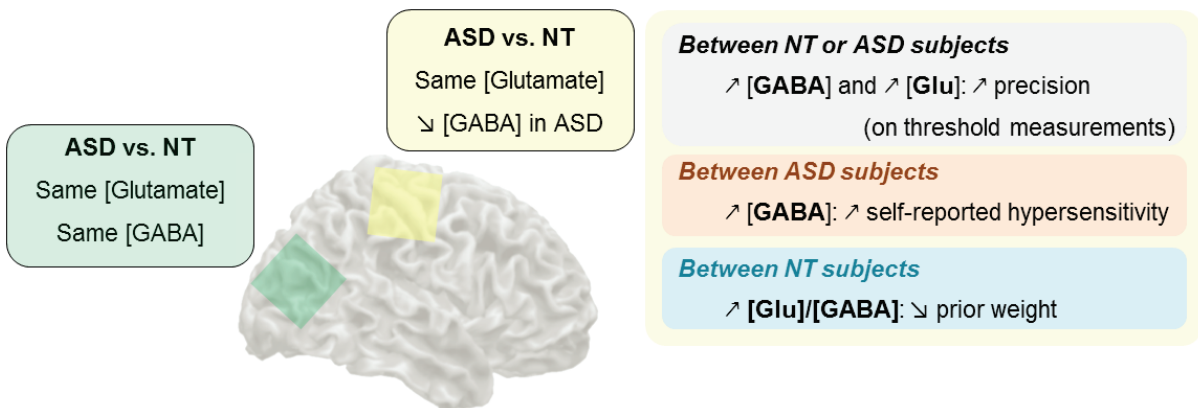 ASD vs. NT
Same [Glutamate]
Same [GABA]
ASD vs. NT
Same [Glutamate]
↘ [GABA] in ASD
Between NT or ASD subjects
↗ [GABA] and ↗ [Glu]: ↗ precision
(on threshold measurements)
Between ASD subjects
↗ [GABA]: ↗ self-reported hypersensitivity
Between NT subjects
↗ [Glu]/[GABA]: ↘ prior weight